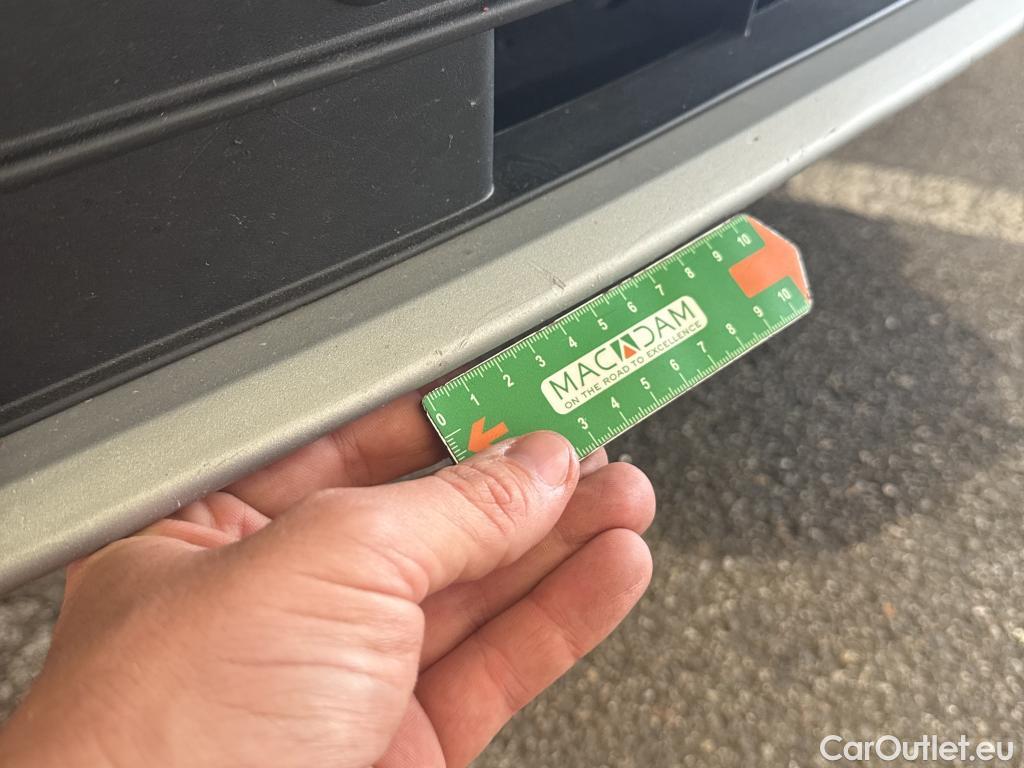 0 1 2 3 4 5 6 7 8 9 10
MACADAM
ON THE ROAD TO EXCELLENCE
3 4 5 6 7 8 9 10
CarOutlet.eu